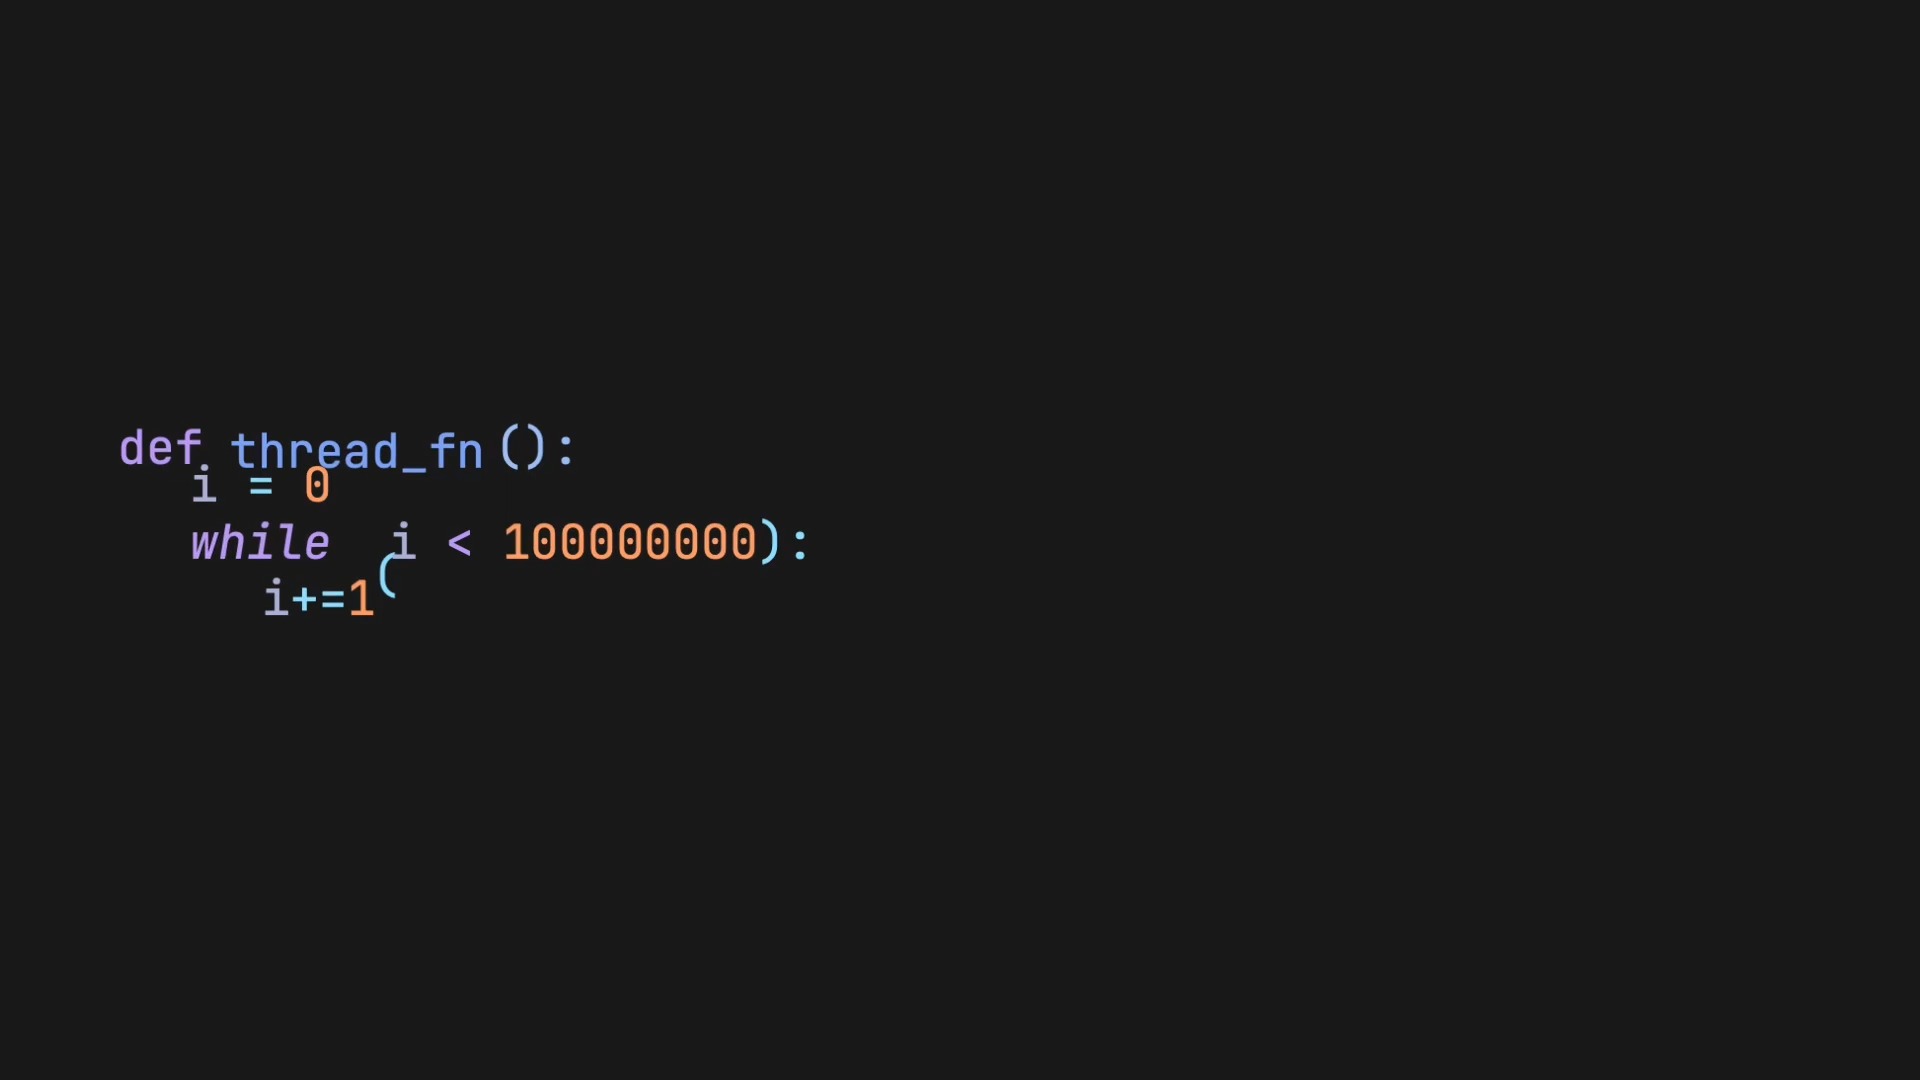 def thread_fn():
i = 0
while (i < 100000000):
i+=1